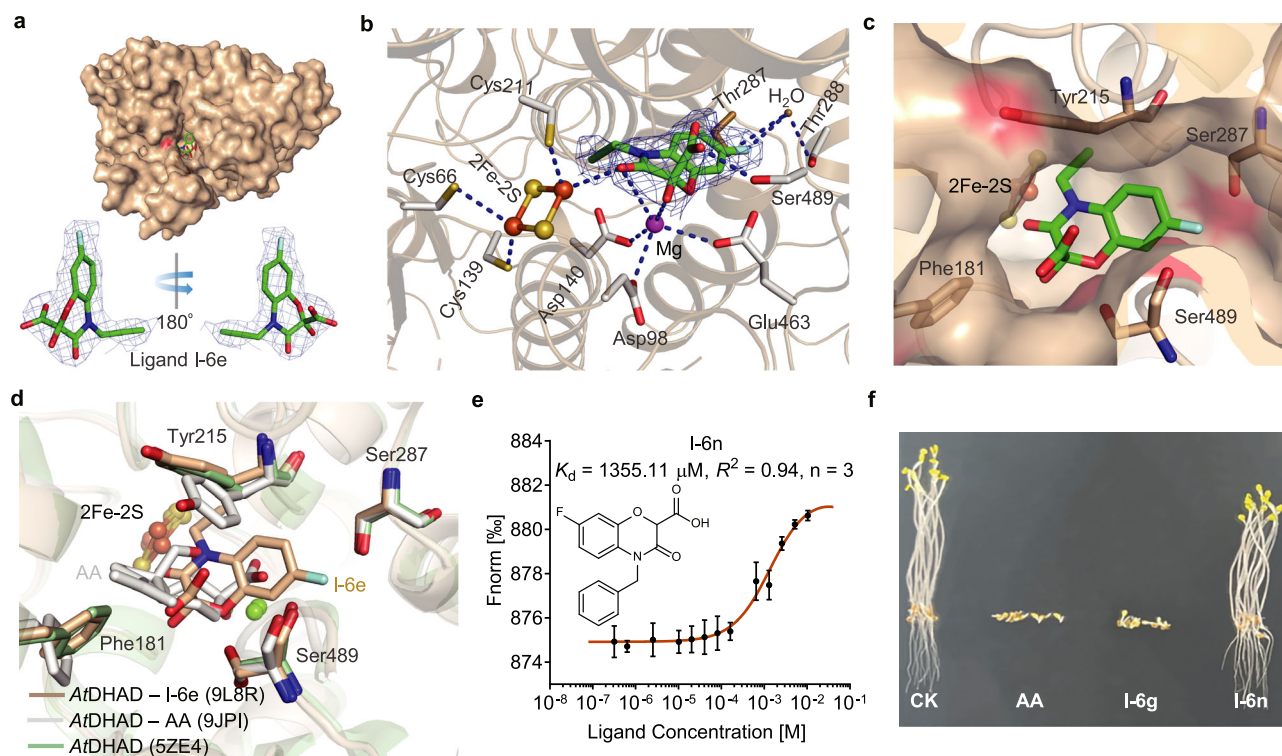 a
180°
Ligand I-6e
b
Cys211
Thr287
H₂O
Thr288
Cys66
2Fe-2S
Ser489
Cys139
Asp140
Mg
Asp98
Glu463
c
Tyr215
Ser287
2Fe-2S
Phe181
Ser489
d
Tyr215
Ser287
2Fe-2S
AA
I-6e
Phe181
Ser489
AtDHAD – I-6e (9L8R)
AtDHAD – AA (9JPI)
AtDHAD (5ZE4)
e
I-6n
Kd = 1355.11 μM, R² = 0.94, n = 3
884
882
880
878
876
874
Fnorm [‰]
F
O
O
OH
N
O
10⁻⁸ 10⁻⁷ 10⁻⁶ 10⁻⁵ 10⁻⁴ 10⁻³ 10⁻² 10⁻¹
Ligand Concentration [M]
f
CK AA I-6g I-6n